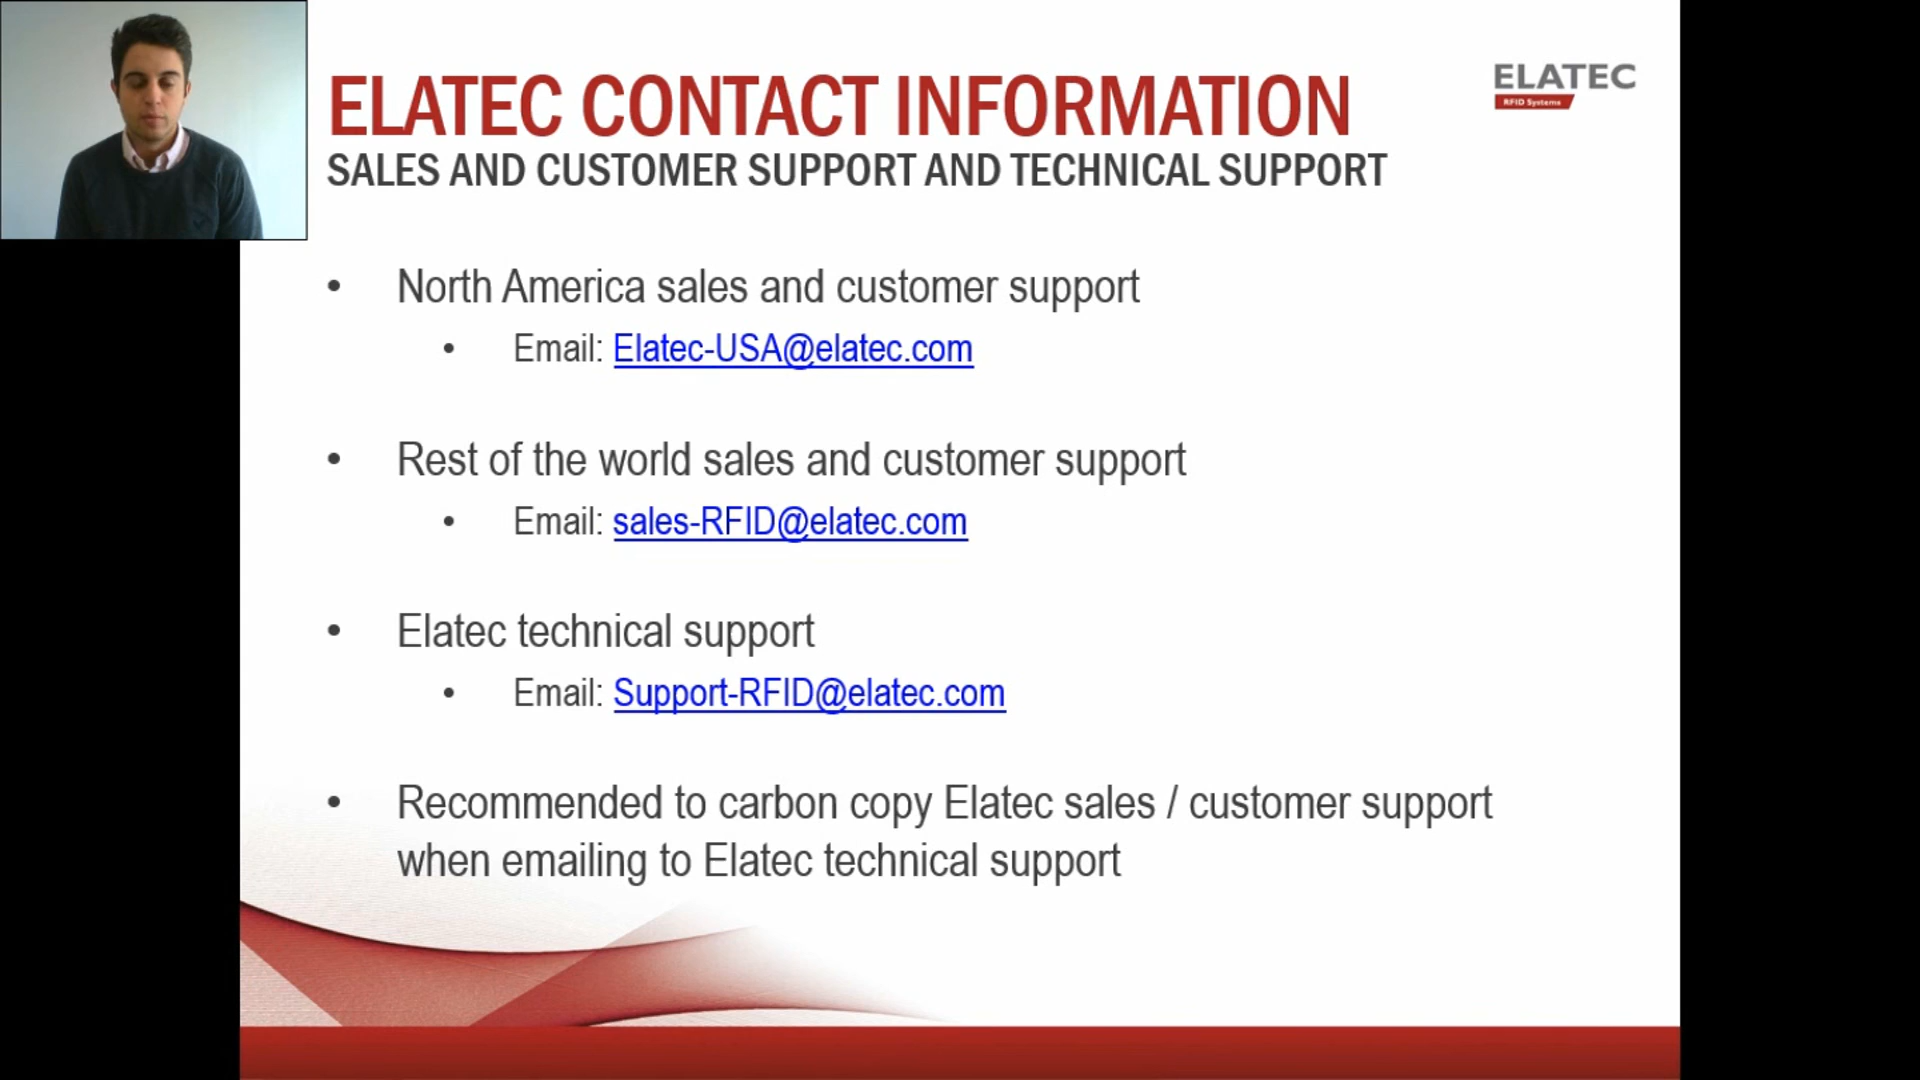 ELATEC CONTACT INFORMATION
SALES AND CUSTOMER SUPPORT AND TECHNICAL SUPPORT
ELATEC
RFID Systems
• North America sales and customer support
• Email: Elatec-USA@elatec.com
• Rest of the world sales and customer support
• Email: sales-RFID@elatec.com
• Elatec technical support
• Email: Support-RFID@elatec.com
• Recommended to carbon copy Elatec sales / customer support
when emailing to Elatec technical support